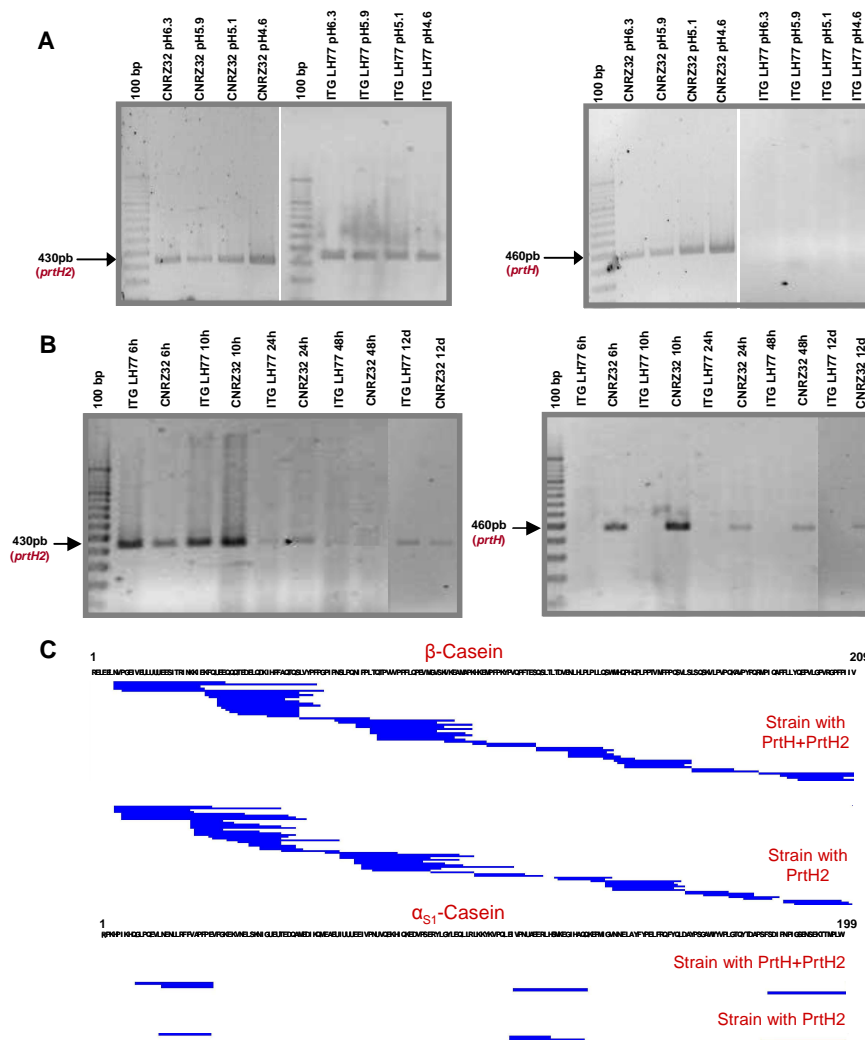 A
100 bp
CNRZ32 pH6.3
CNRZ32 pH5.9
CNRZ32 pH5.1
CNRZ32 pH4.6
100 bp
ITG LH77 pH6.3
ITG LH77 pH5.9
ITG LH77 pH5.1
ITG LH77 pH4.6
100 bp
CNRZ32 pH6.3
CNRZ32 pH5.9
CNRZ32 pH5.1
CNRZ32 pH4.6
ITG LH77 pH6.3
ITG LH77 pH5.9
ITG LH77 pH5.1
ITG LH77 pH4.6
430pb
(prtH2)
460pb
(prtH)
B
100 bp
ITG LH77 6h
CNRZ32 6h
ITG LH77 10h
CNRZ32 10h
ITG LH77 24h
CNRZ32 24h
ITG LH77 48h
CNRZ32 48h
ITG LH77 12d
CNRZ32 12d
100 bp
ITG LH77 6h
CNRZ32 6h
ITG LH77 10h
CNRZ32 10h
ITG LH77 24h
CNRZ32 24h
ITG LH77 48h
CNRZ32 48h
ITG LH77 12d
CNRZ32 12d
430pb
(prtH2)
460pb
(prtH)
C
1
β-Casein
209
Strain with
PrtH+PrtH2
Strain with
PrtH2
1
αS1-Casein
199
Strain with PrtH+PrtH2
Strain with PrtH2